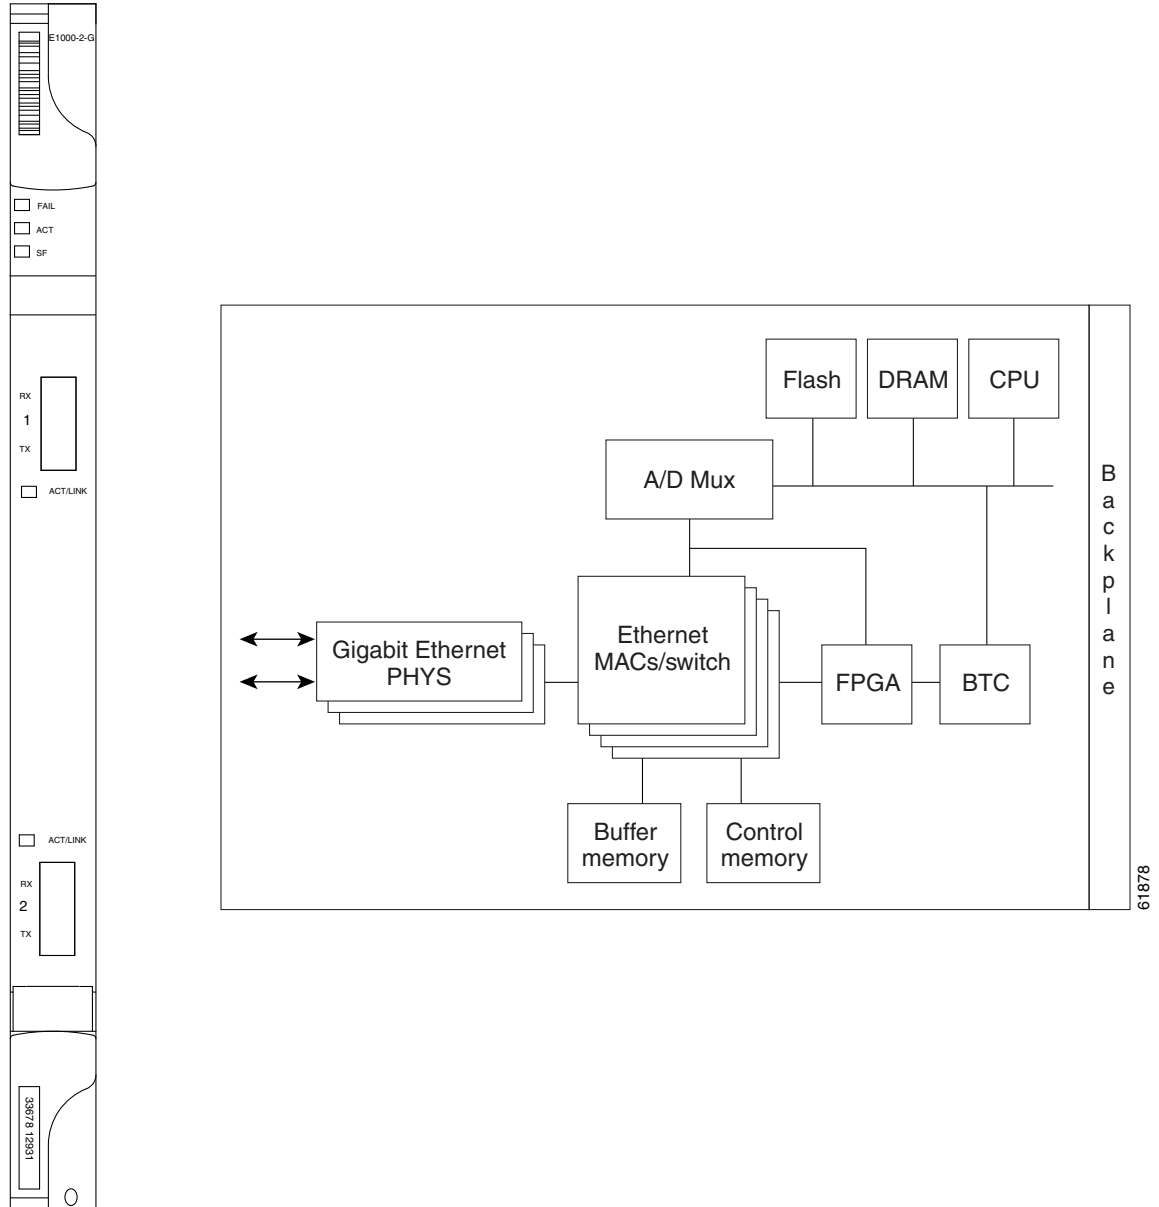 E1000-2-G
FAIL
ACT
SF
RX
1
TX
ACT/LINK
ACT/LINK
RX
2
TX
33678 12931
Flash
DRAM
CPU
A/D Mux
Ethernet
MACs/switch
Gigabit Ethernet
PHYS
FPGA
BTC
Buffer
memory
Control
memory
Backplane
61878